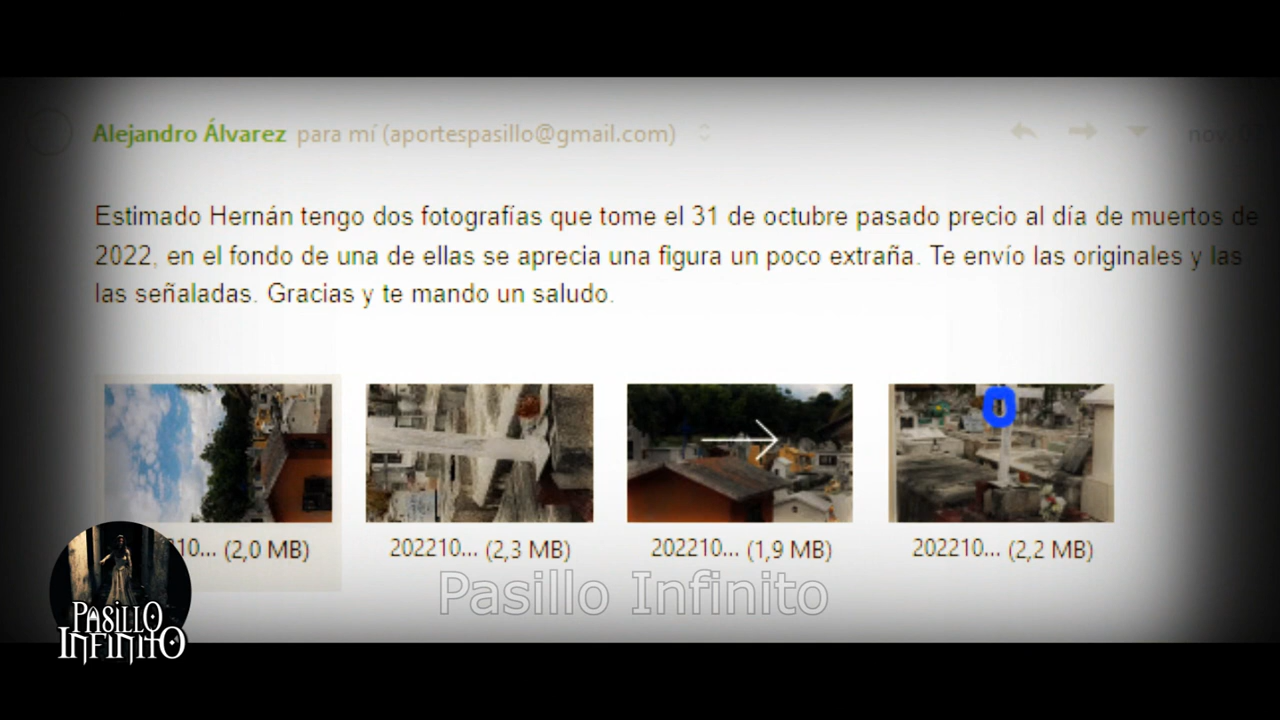 Alejandro Álvarez para mí (aportespasillo@gmail.com)
Estimado Hernán tengo dos fotografías que tome el 31 de octubre pasado precio al día de muertos de
2022, en el fondo de una de ellas se aprecia una figura un poco extraña. Te envío las originales y las
las señaladas. Gracias y te mando un saludo.
10... (2,0 MB) 202210... (2,3 MB) 202210... (1,9 MB) 202210... (2,2 MB)
Pasillo Infinito
PASILLO
INFINITO